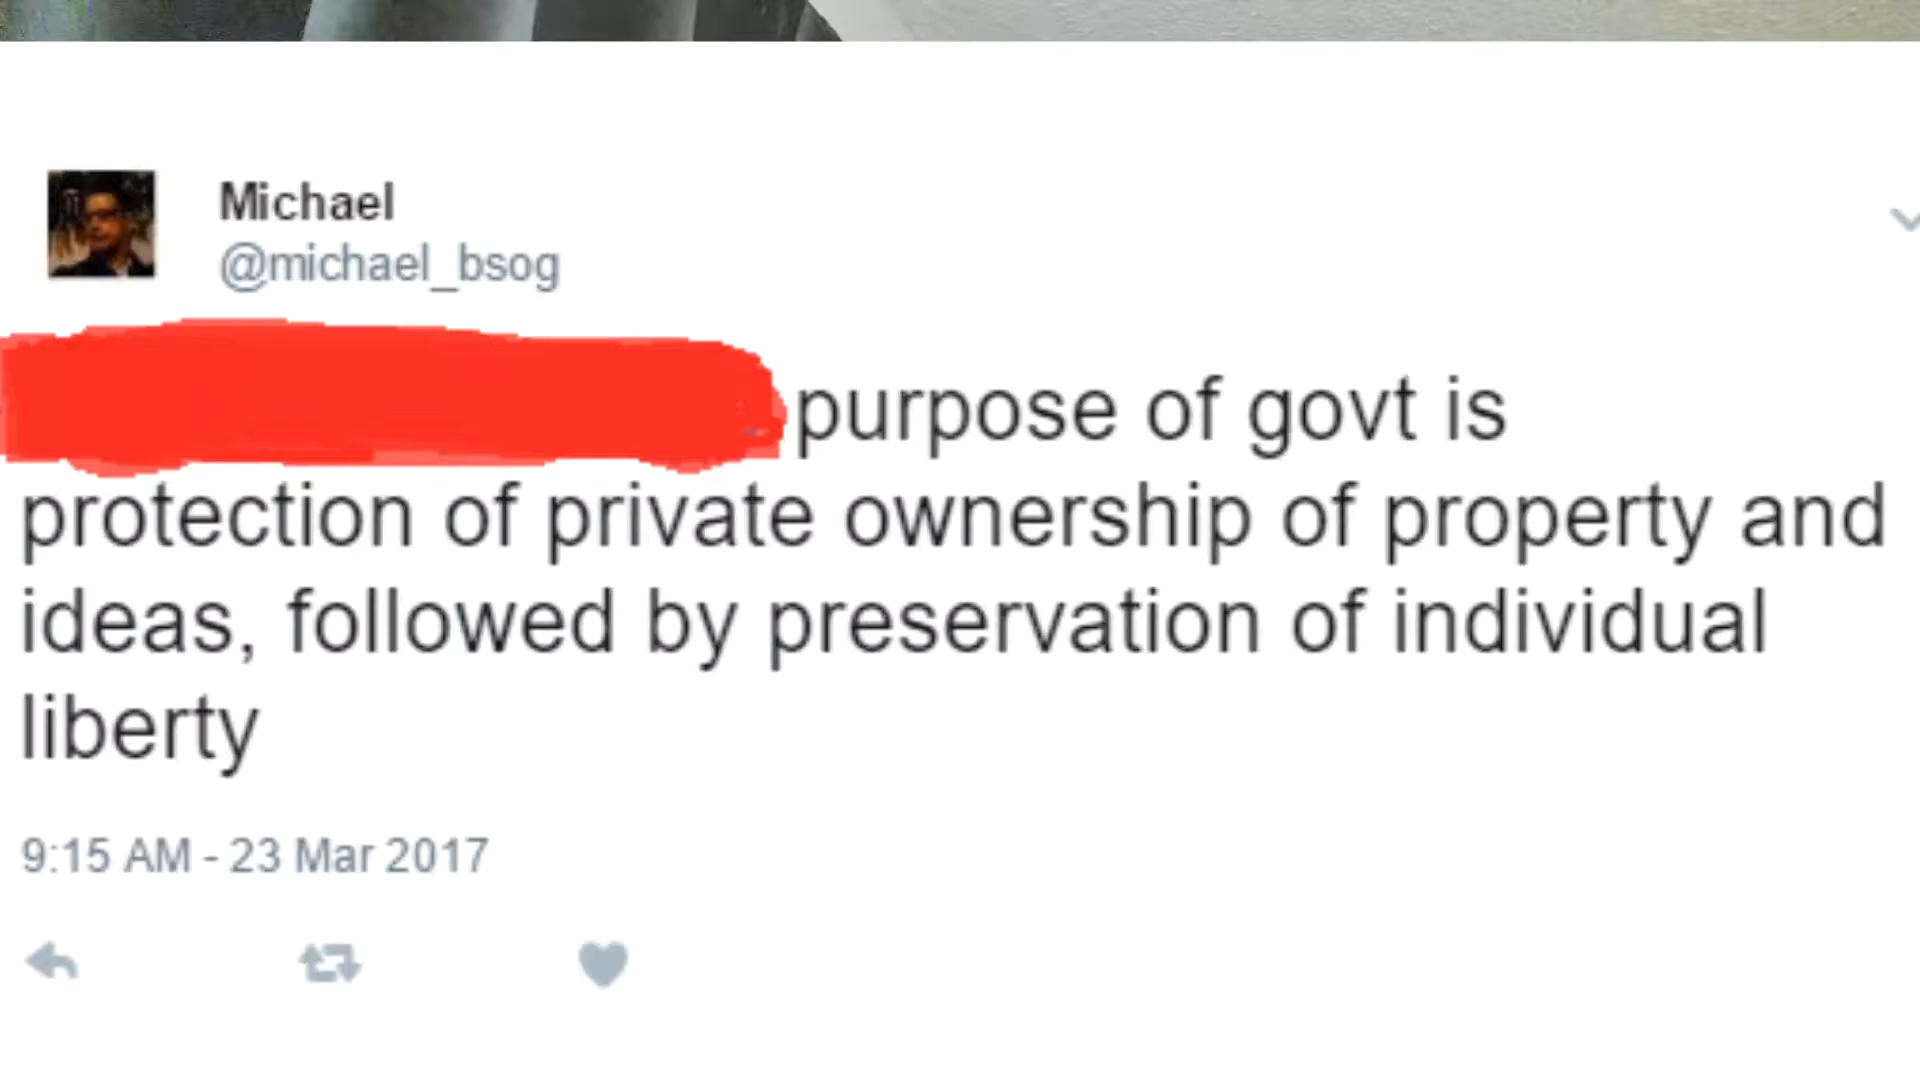 Michael
@michael_bsog
purpose of govt is
protection of private ownership of property and
ideas, followed by preservation of individual
liberty
9:15 AM - 23 Mar 2017